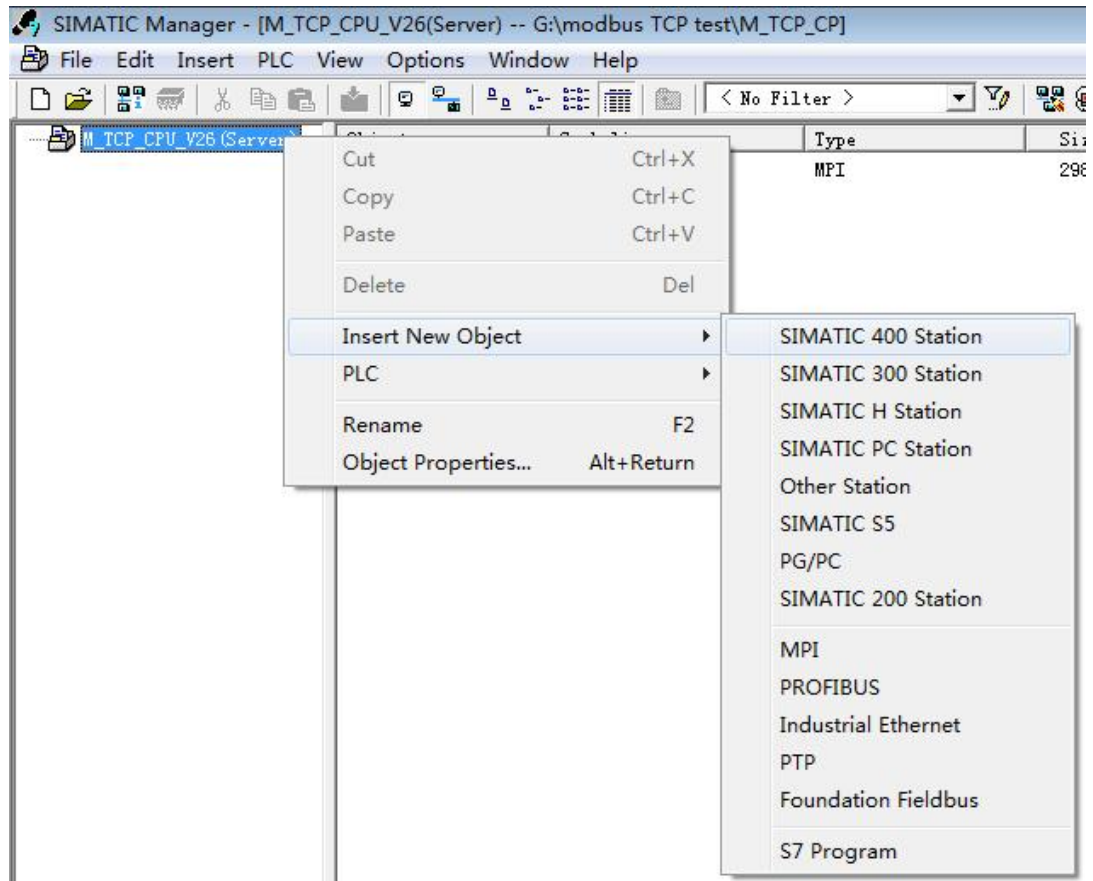 SIMATIC Manager - [M_TCP_CPU_V26(Server) -- G:\modbus TCP test\M_TCP_CP]
File Edit Insert PLC View Options Window Help
< No Filter >
M_TCP_CPU_V26(Server)
Type
MPI
298
Cut Ctrl+X
Copy Ctrl+C
Paste Ctrl+V
Delete Del
Insert New Object
PLC
Rename F2
Object Properties... Alt+Return
SIMATIC 400 Station
SIMATIC 300 Station
SIMATIC H Station
SIMATIC PC Station
Other Station
SIMATIC S5
PG/PC
SIMATIC 200 Station
MPI
PROFIBUS
Industrial Ethernet
PTP
Foundation Fieldbus
S7 Program